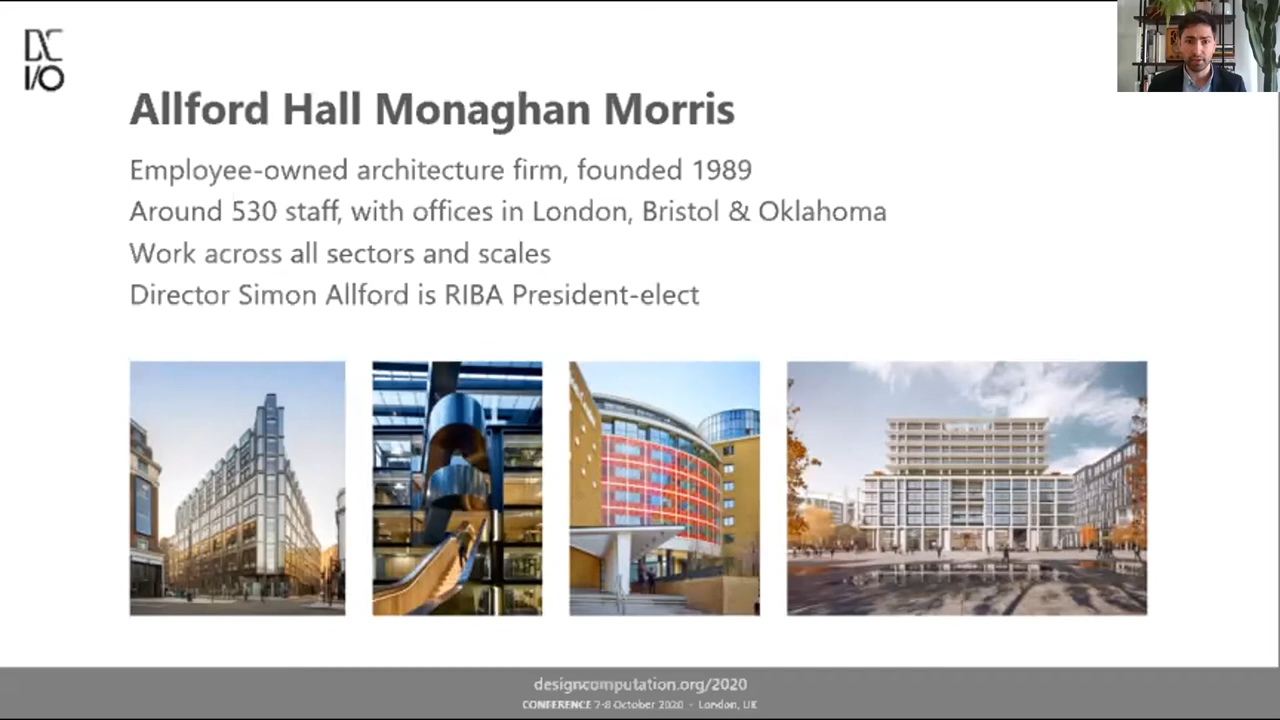 DC
I/O
Allford Hall Monaghan Morris
Employee-owned architecture firm, founded 1989
Around 530 staff, with offices in London, Bristol & Oklahoma
Work across all sectors and scales
Director Simon Allford is RIBA President-elect
designcomputation.org/2020
CONFERENCE 7-8 October 2020 - London, UK